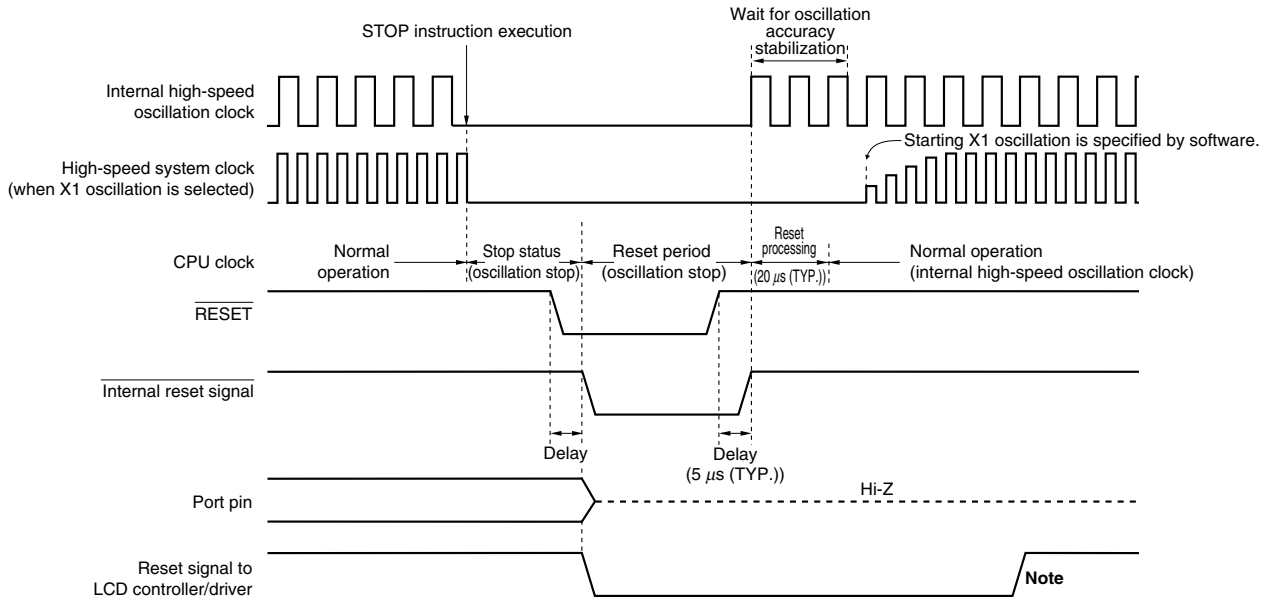 Wait for oscillation
accuracy
stabilization
STOP instruction execution
Internal high-speed
oscillation clock
Starting X1 oscillation is specified by software.
High-speed system clock
(when X1 oscillation is selected)
CPU clock
Normal
operation
Stop status
(oscillation stop)
Reset period
(oscillation stop)
Reset
processing
(20 μs (TYP.))
Normal operation
(internal high-speed oscillation clock)
RESET
Internal reset signal
Delay
Delay
(5 μs (TYP.))
Hi-Z
Port pin
Reset signal to
LCD controller/driver
Note